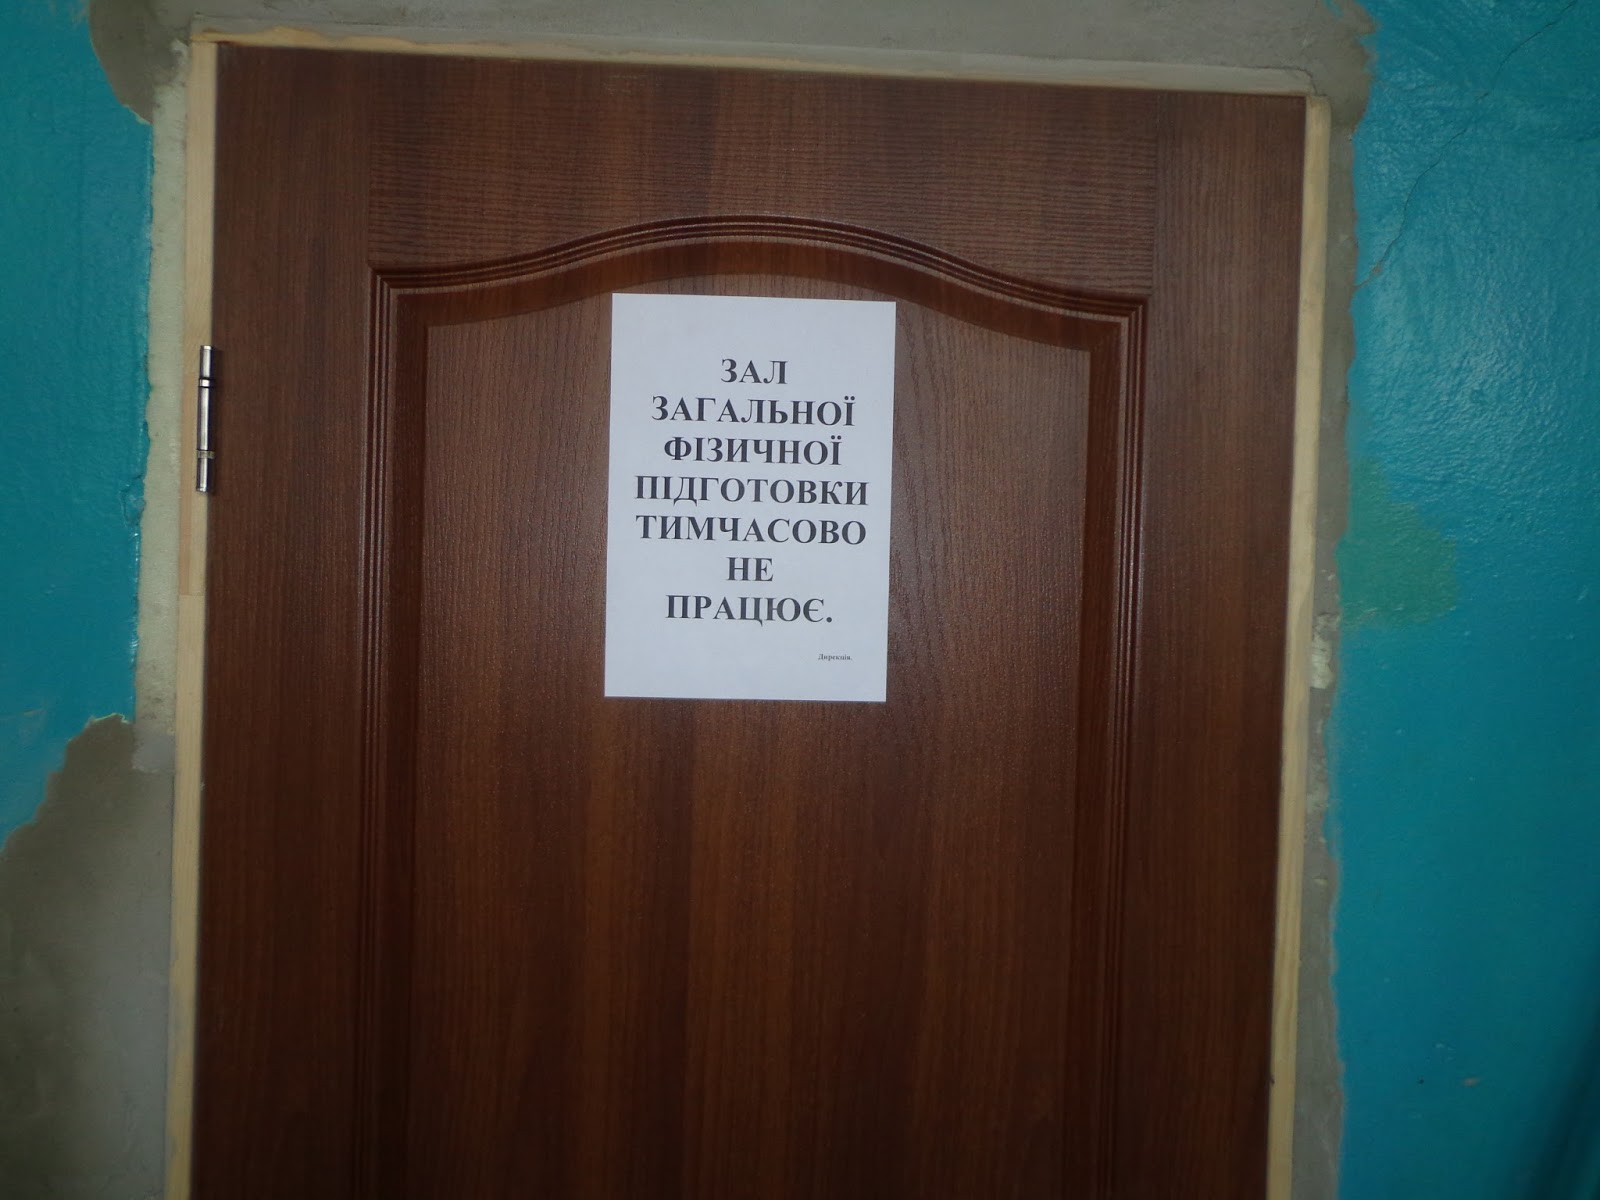 ЗАЛ
ЗАГАЛЬНОЇ
ФІЗИЧНОЇ
ПІДГОТОВКИ
ТИМЧАСОВО
НЕ
ПРАЦЮЄ.
Дирекція.